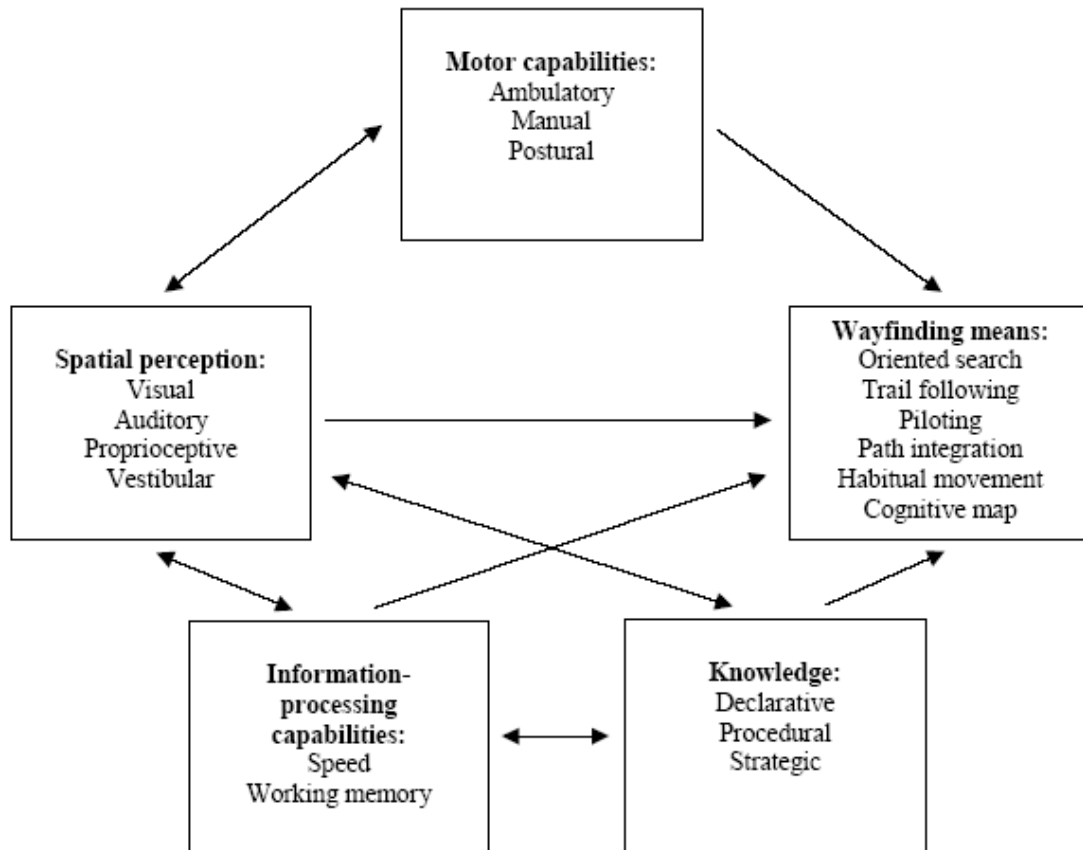 Motor capabilities:
Ambulatory
Manual
Postural
Spatial perception:
Visual
Auditory
Proprioceptive
Vestibular
Wayfinding means:
Oriented search
Trail following
Piloting
Path integration
Habitual movement
Cognitive map
Information-
processing
capabilities:
Speed
Working memory
Knowledge:
Declarative
Procedural
Strategic